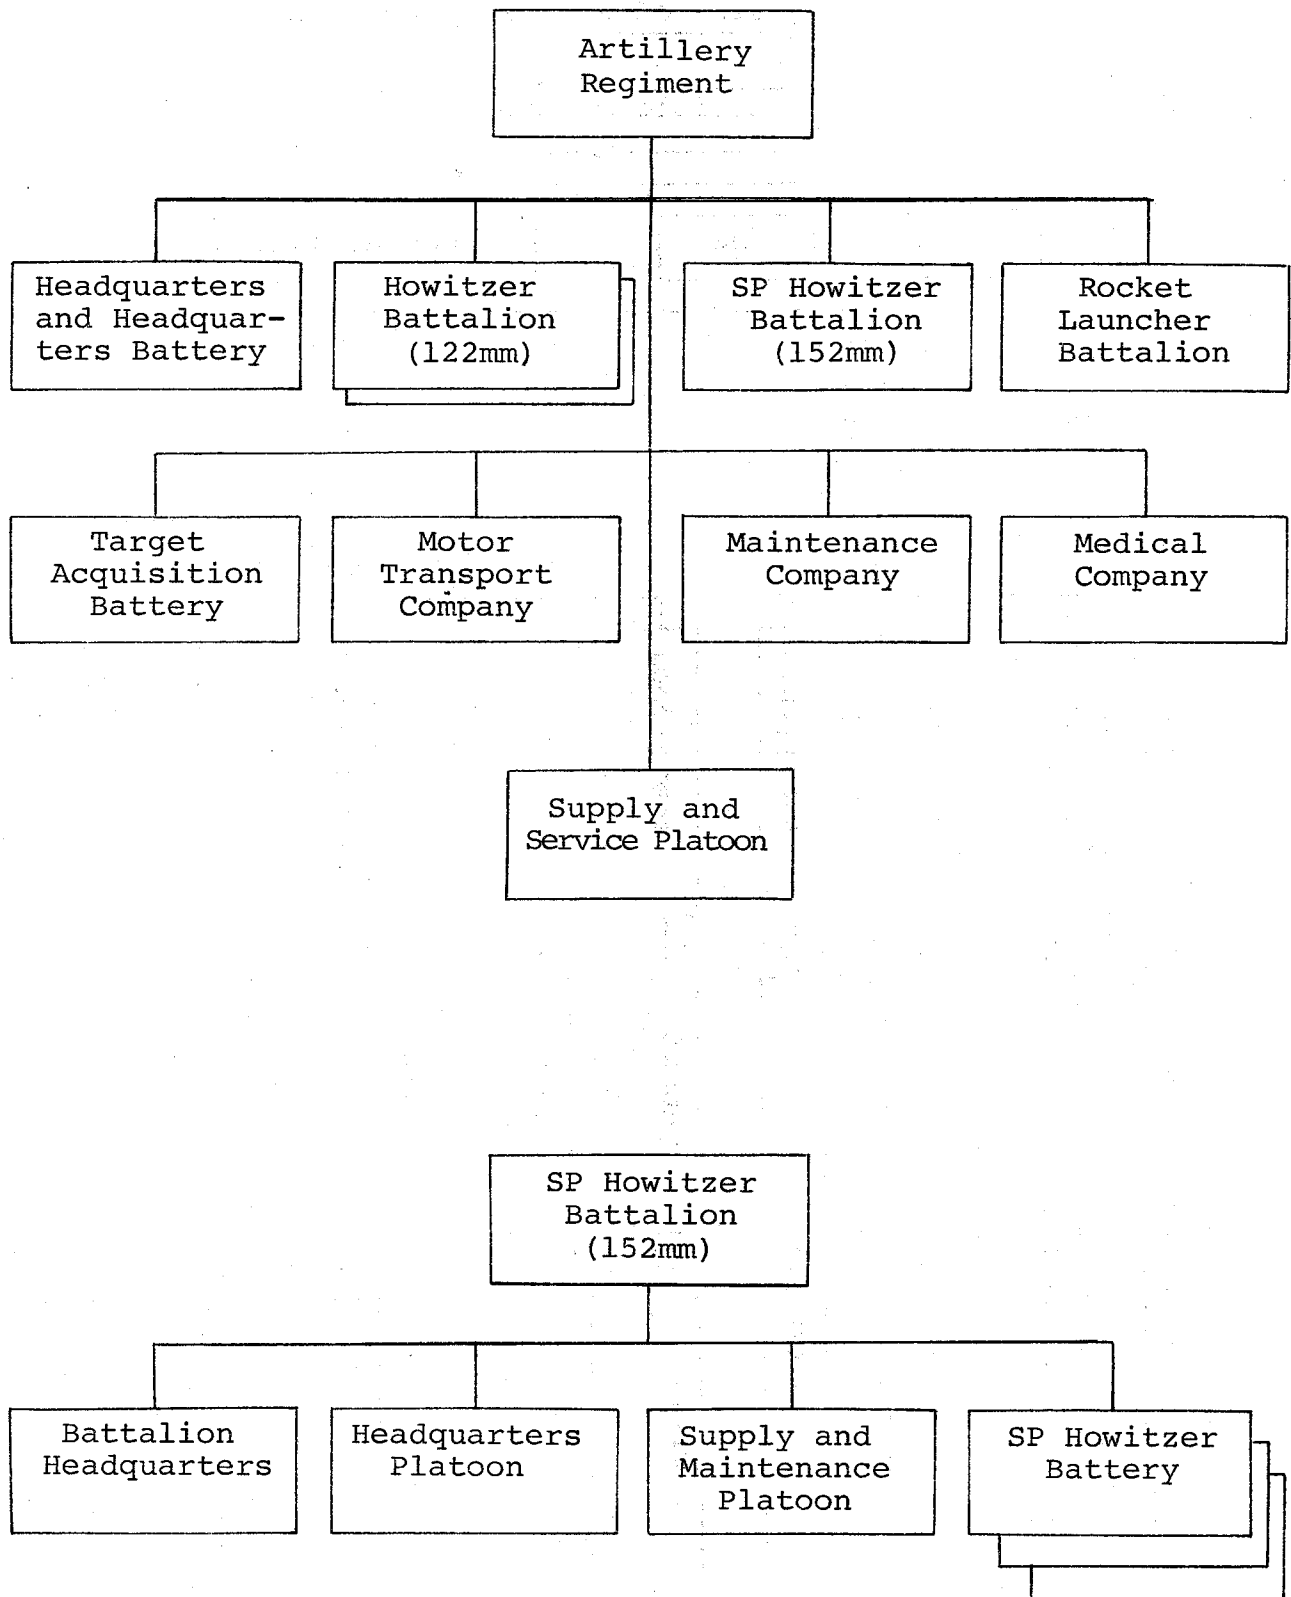 Artillery
Regiment
Headquarters
and Headquar-
ters Battery
Howitzer
Battalion
(122mm)
SP Howitzer
Battalion
(152mm)
Rocket
Launcher
Battalion
Target
Acquisition
Battery
Motor
Transport
Company
Maintenance
Company
Medical
Company
Supply and
Service Platoon
SP Howitzer
Battalion
(152mm)
Battalion
Headquarters
Headquarters
Platoon
Supply and
Maintenance
Platoon
SP Howitzer
Battery